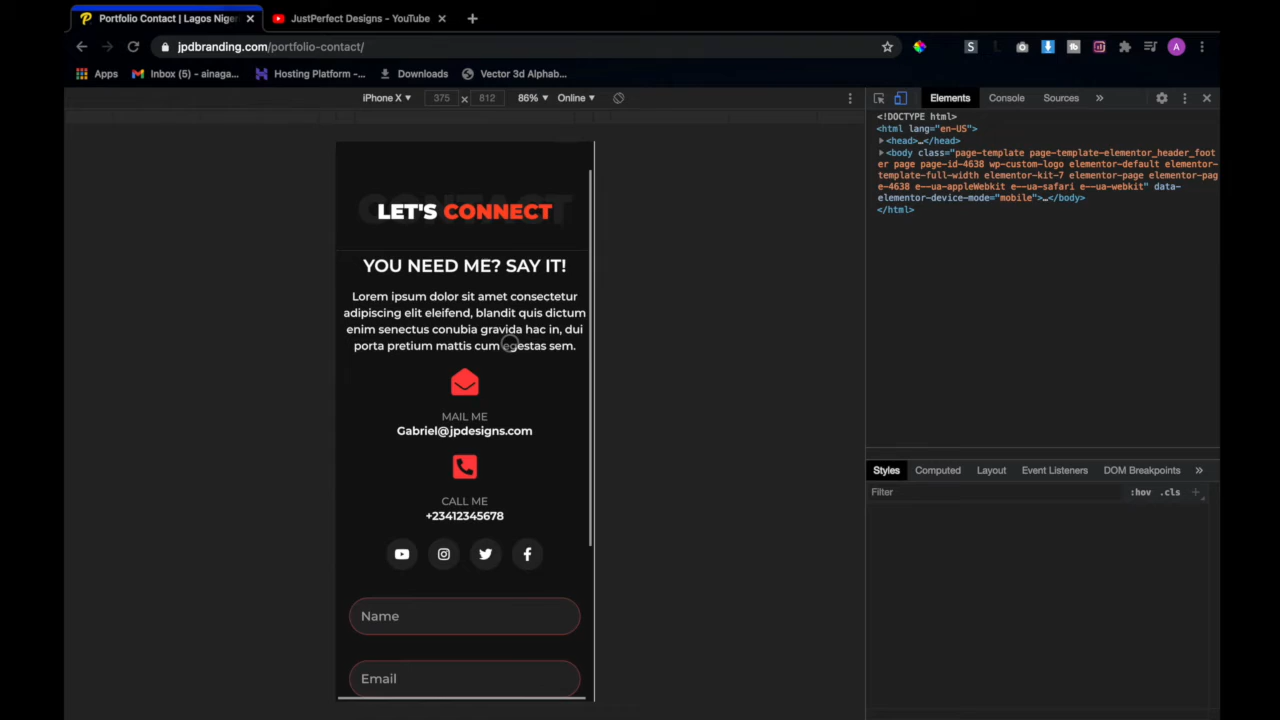 Portfolio Contact | Lagos Niger
JustPerfect Designs - YouTube
jpdbranding.com/portfolio-contact/
Apps
Inbox (5) – ainaga...
Hosting Platform -...
Downloads
Vector 3d Alphab...
iPhone X ▾ 375 x 812 86% ▾ Online ▾
Elements Console Sources »
<!DOCTYPE html>
<html lang="en-US">
<head>…</head>
<body class="page-template page-template-elementor_header_foot
er page page-id-4638 wp-custom-logo elementor-default elementor-
template-full-width elementor-kit-7 elementor-page elementor-pag
e-4638 e--ua-appleWebkit e--ua-safari e--ua-webkit" data-
elementor-device-mode="mobile">…</body>
</html>
CONTACT
LET'S CONNECT
YOU NEED ME? SAY IT!
Lorem ipsum dolor sit amet consectetur
adipiscing elit eleifend, blandit quis dictum
enim senectus conubia gravida hac in, dui
porta pretium mattis cum egestas sem.
MAIL ME
Gabriel@jpdesigns.com
CALL ME
+23412345678
Name
Email
Styles Computed Layout Event Listeners DOM Breakpoints »
Filter :hov .cls +